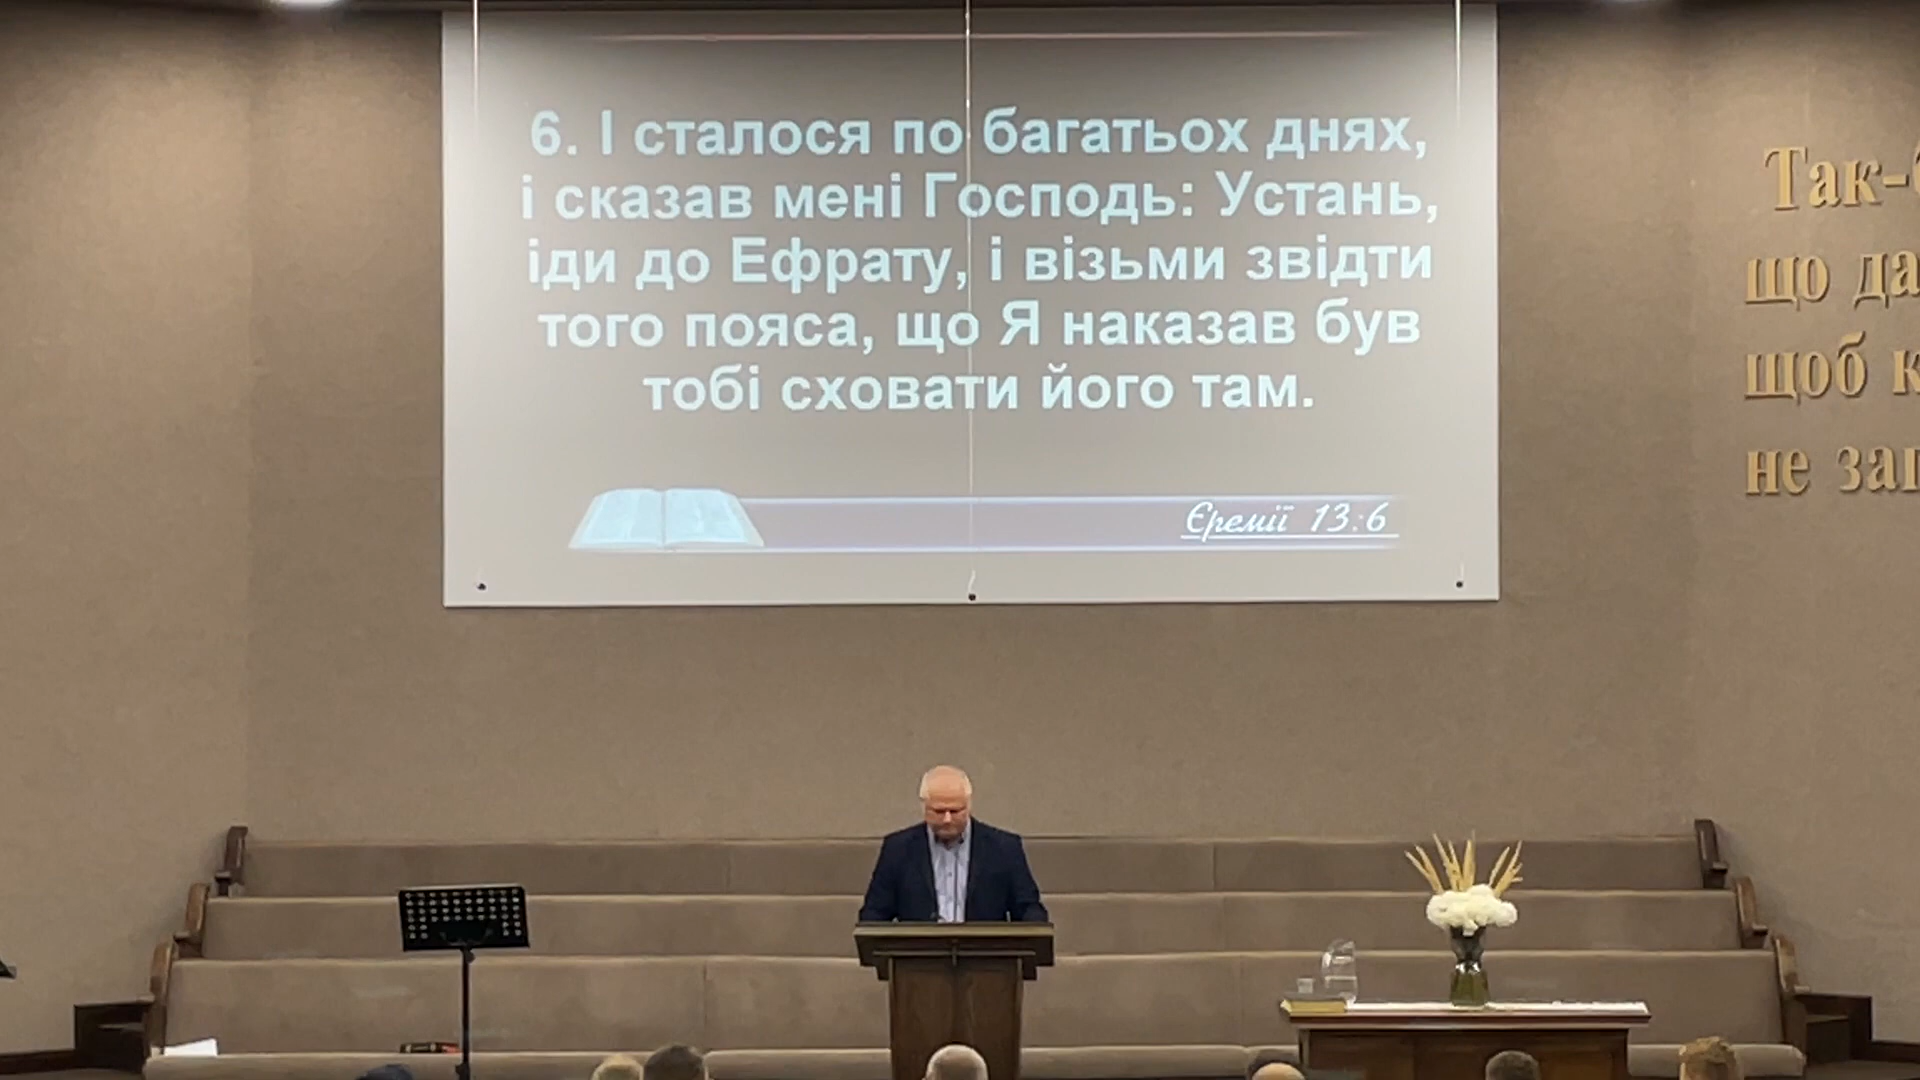 6. І сталося по багатьох днях,
і сказав мені Господь: Устань,
іди до Ефрату, і візьми звідти
того пояса, що Я наказав був
тобі сховати його там.
Єремії 13:6
Так-
що да
щоб к
не заг